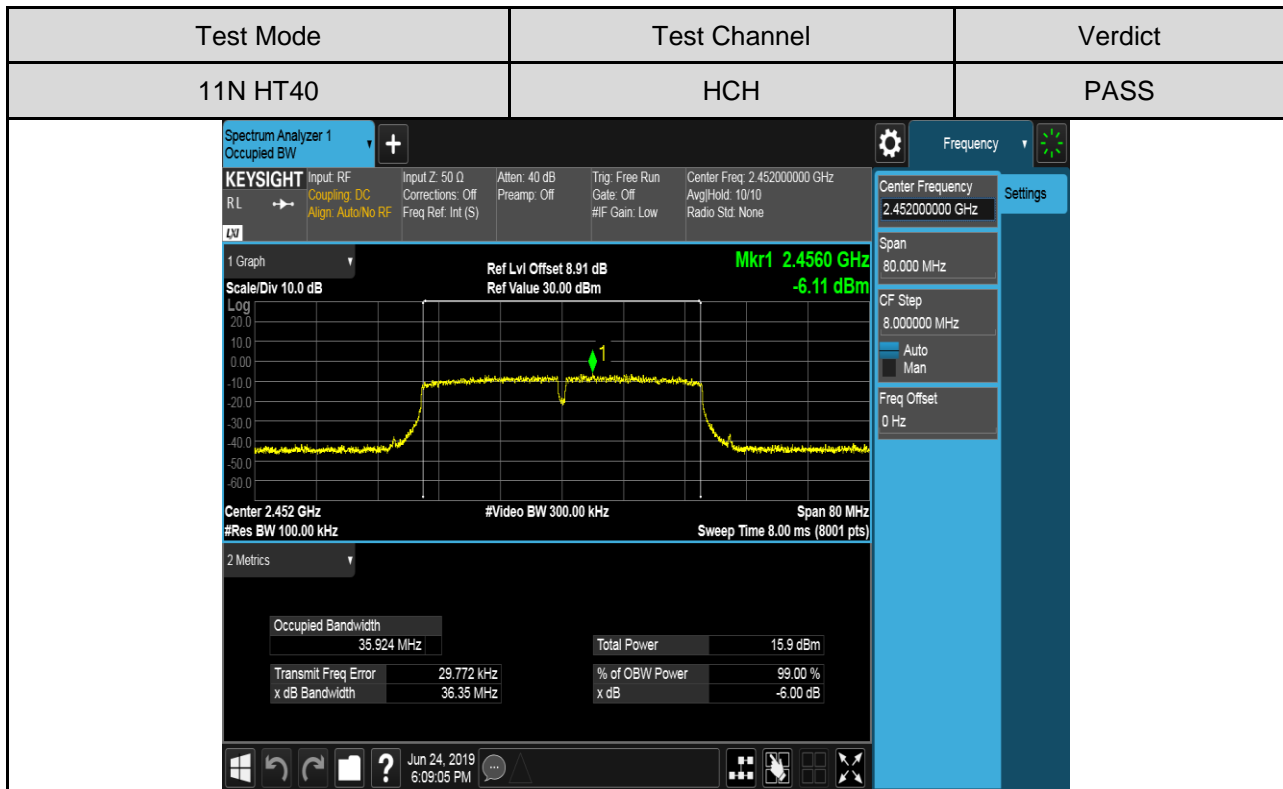 Test Mode Test Channel Verdict
11N HT40 HCH PASS
Spectrum Analyzer 1
Occupied BW
+
Frequency
KEYSIGHT Input: RF Input Z: 50 Ω Atten: 40 dB Trig: Free Run Center Freq: 2.452000000 GHz
RL Coupling: DC Corrections: Off Preamp: Off Gate: Off Avg|Hold: 10/10
Align: Auto/No RF Freq Ref: Int (S) #IF Gain: Low Radio Std: None
LXI
Center Frequency
2.452000000 GHz
Settings
Span
80.000 MHz
CF Step
8.000000 MHz
Auto
Man
Freq Offset
0 Hz
1 Graph
Ref Lvl Offset 8.91 dB
Mkr1 2.4560 GHz
Scale/Div 10.0 dB Ref Value 30.00 dBm -6.11 dBm
Log
20.0
10.0
0.00
-10.0
-20.0
-30.0
-40.0
-50.0
-60.0
1
Center 2.452 GHz #Video BW 300.00 kHz Span 80 MHz
#Res BW 100.00 kHz Sweep Time 8.00 ms (8001 pts)
2 Metrics
Occupied Bandwidth
35.924 MHz
Total Power 15.9 dBm
Transmit Freq Error 29.772 kHz % of OBW Power 99.00 %
x dB Bandwidth 36.35 MHz x dB -6.00 dB
?
Jun 24, 2019
6:09:05 PM